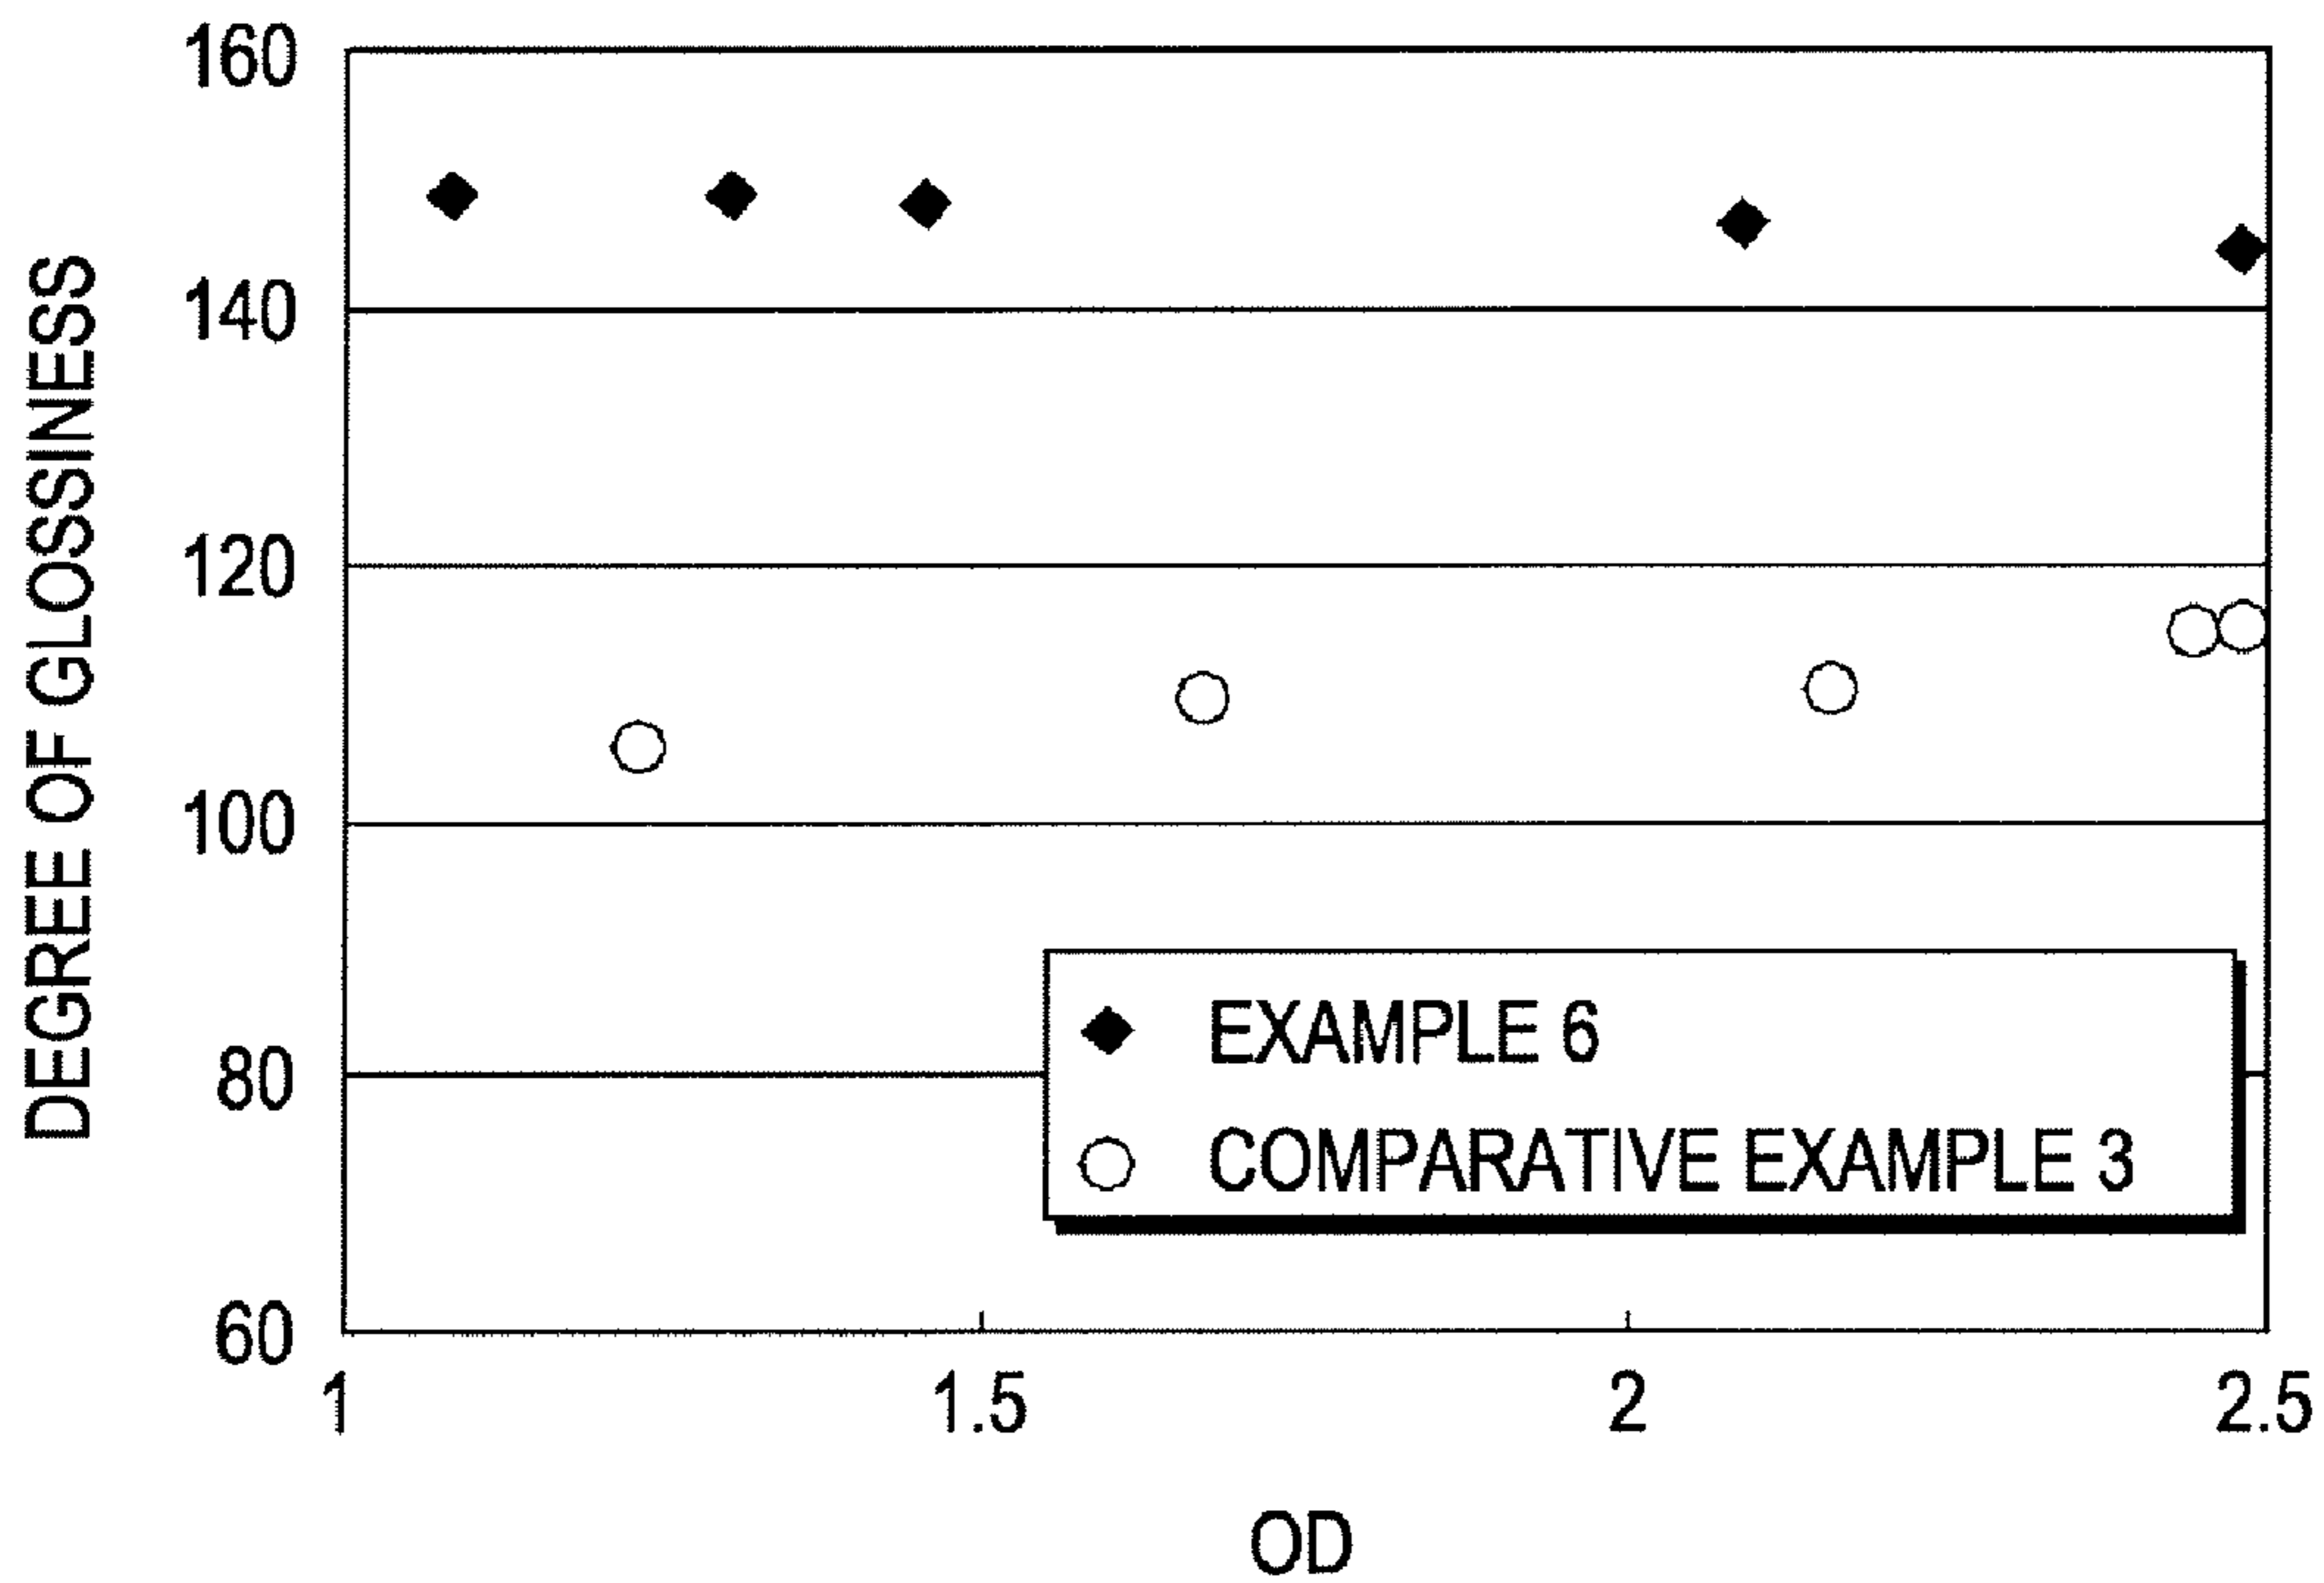 DEGREE OF GLOSSINESS
160
140
120
100
80
60
1
1.5
2
2.5
OD
EXAMPLE 6
COMPARATIVE EXAMPLE 3